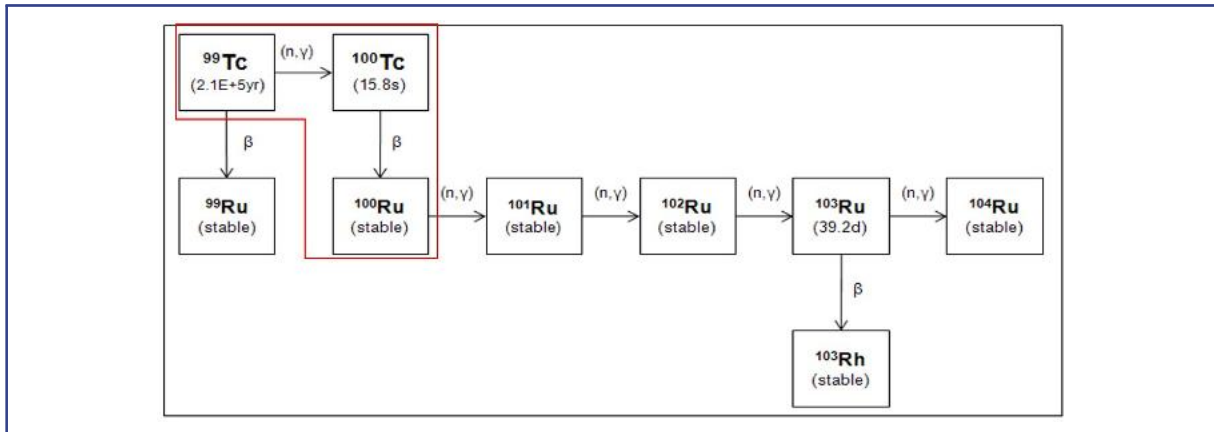 ⁹⁹Tc
(2.1E+5yr)
(n,γ)
¹⁰⁰Tc
(15.8s)
β
β
⁹⁹Ru
(stable)
¹⁰⁰Ru
(stable)
(n,γ)
¹⁰¹Ru
(stable)
(n,γ)
¹⁰²Ru
(stable)
(n,γ)
¹⁰³Ru
(39.2d)
(n,γ)
¹⁰⁴Ru
(stable)
β
¹⁰³Rh
(stable)